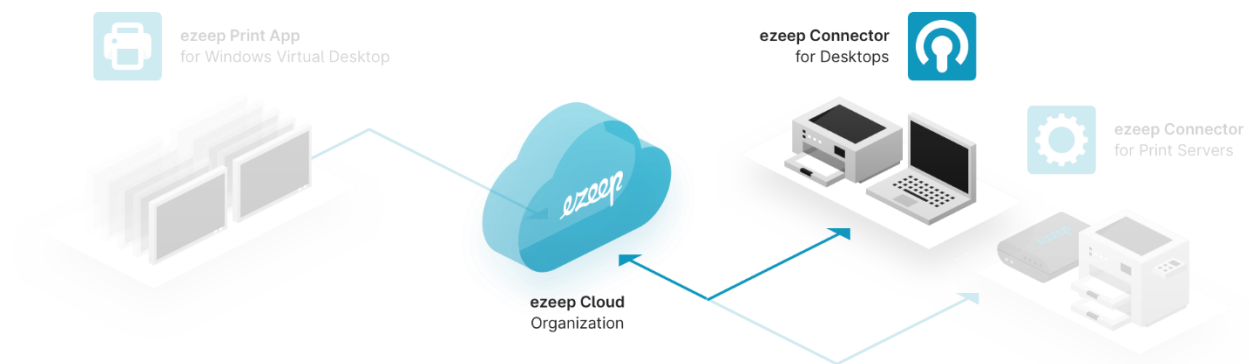 ezeep Print App
for Windows Virtual Desktop
ezeep Connector
for Desktops
ezeep Connector
for Print Servers
ezeep
ezeep
ezeep Cloud
Organization